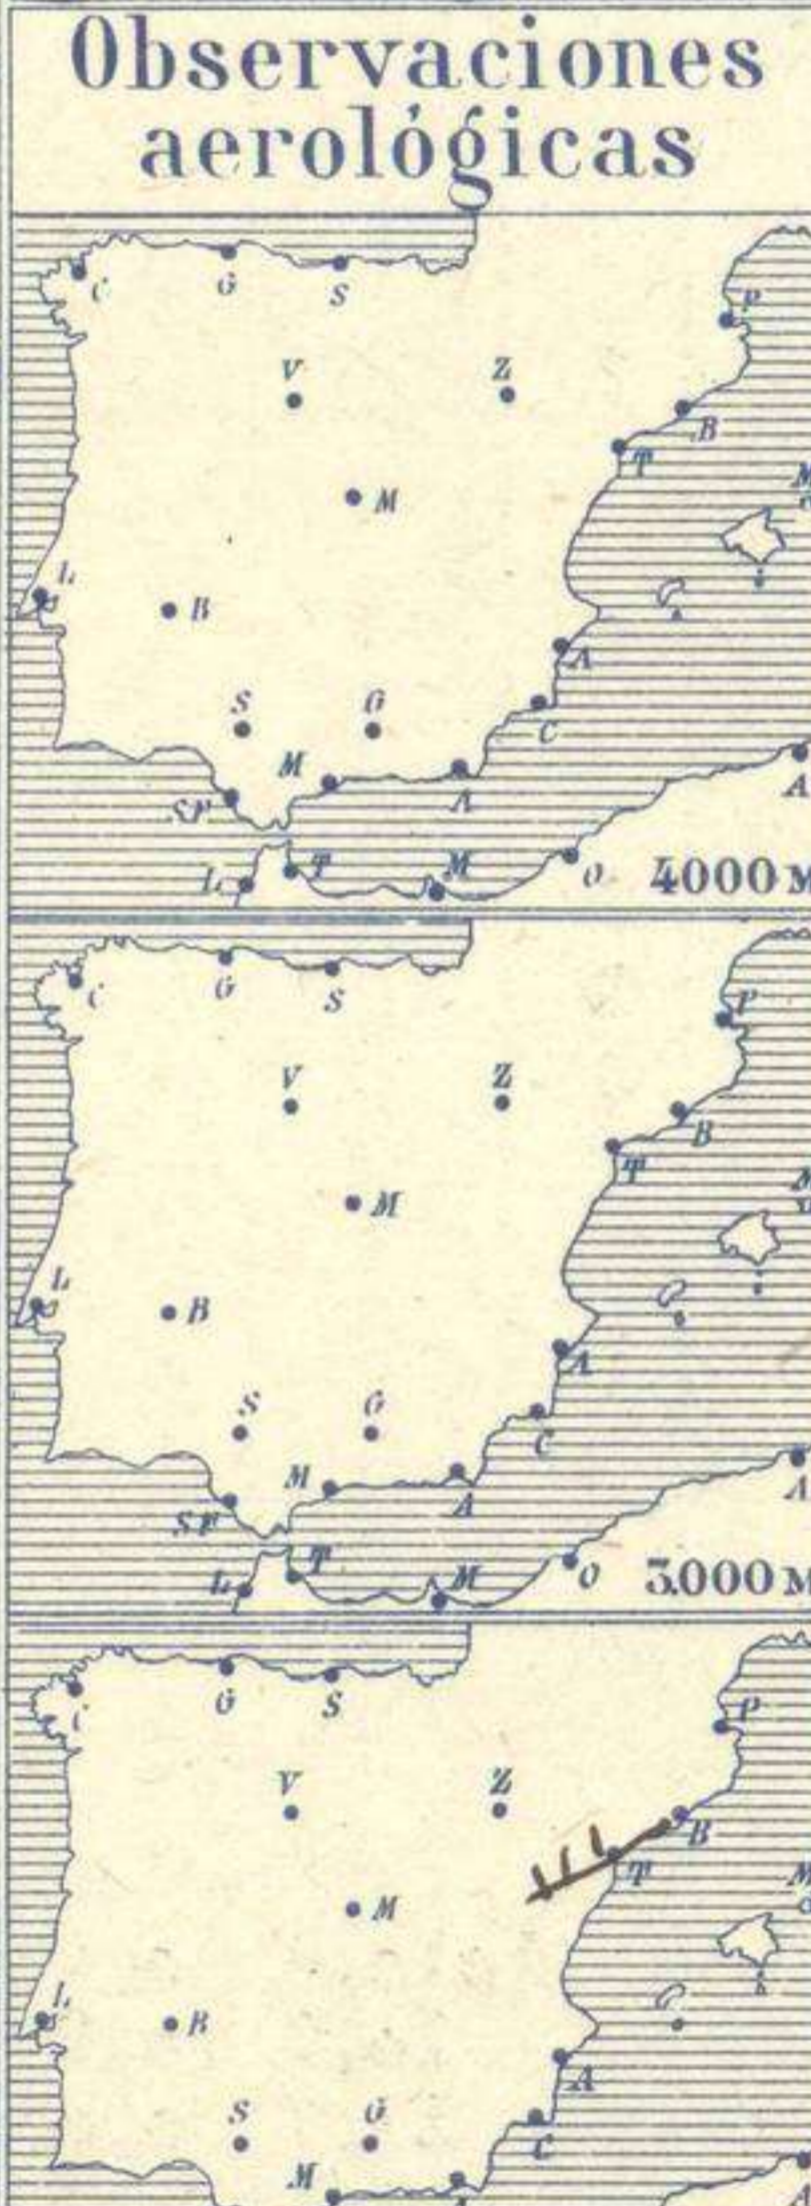 Observaciones
aerológicas
C G S P
V Z
B
T
M M
L
B
A
S G
C
M A
SF A
L T M O 4000 M
C G S P
V Z
B
T
M M
L
B
A
S G
C
M A
SF A
L T M O 3.000 M
C G S P
V Z
B
T
M M
L
B
A
S G
C
M